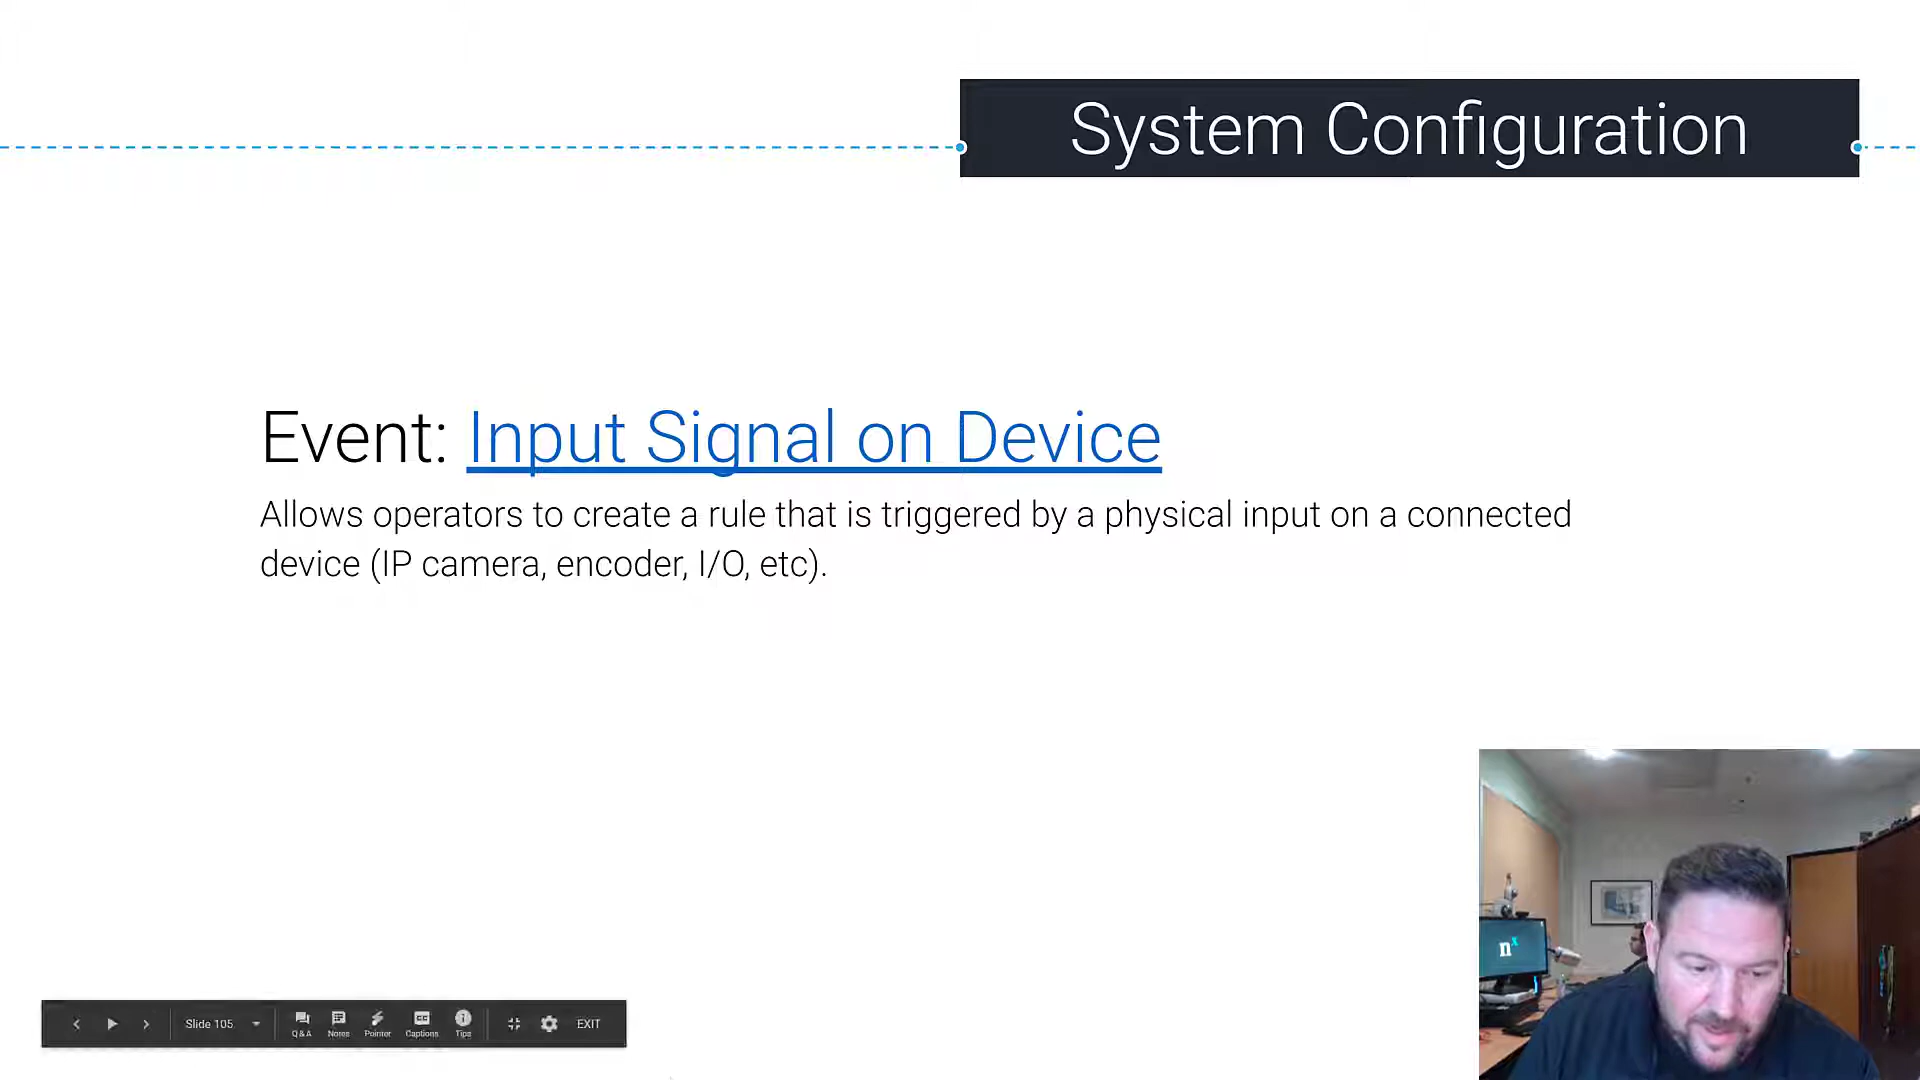 System Configuration
Event: Input Signal on Device
Allows operators to create a rule that is triggered by a physical input on a connected
device (IP camera, encoder, I/O, etc).
nx
Slide 105
Q&A Notes Pointer Captions Tips
EXIT